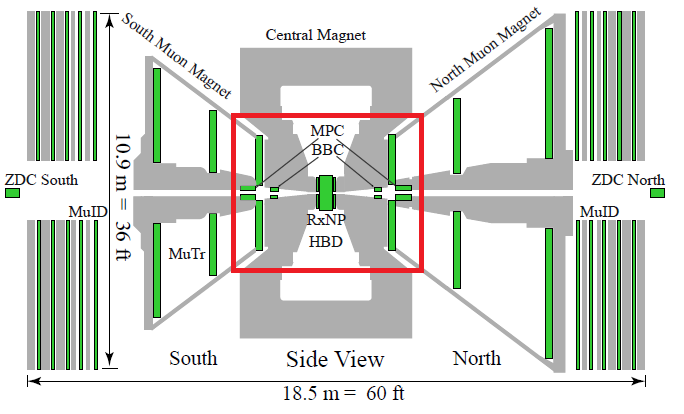 South Muon Magnet
Central Magnet
North Muon Magnet
MPC
BBC
ZDC South
ZDC North
10.9 m = 36 ft
MuID
MuID
RxNP
HBD
MuTr
South
Side View
North
18.5 m = 60 ft